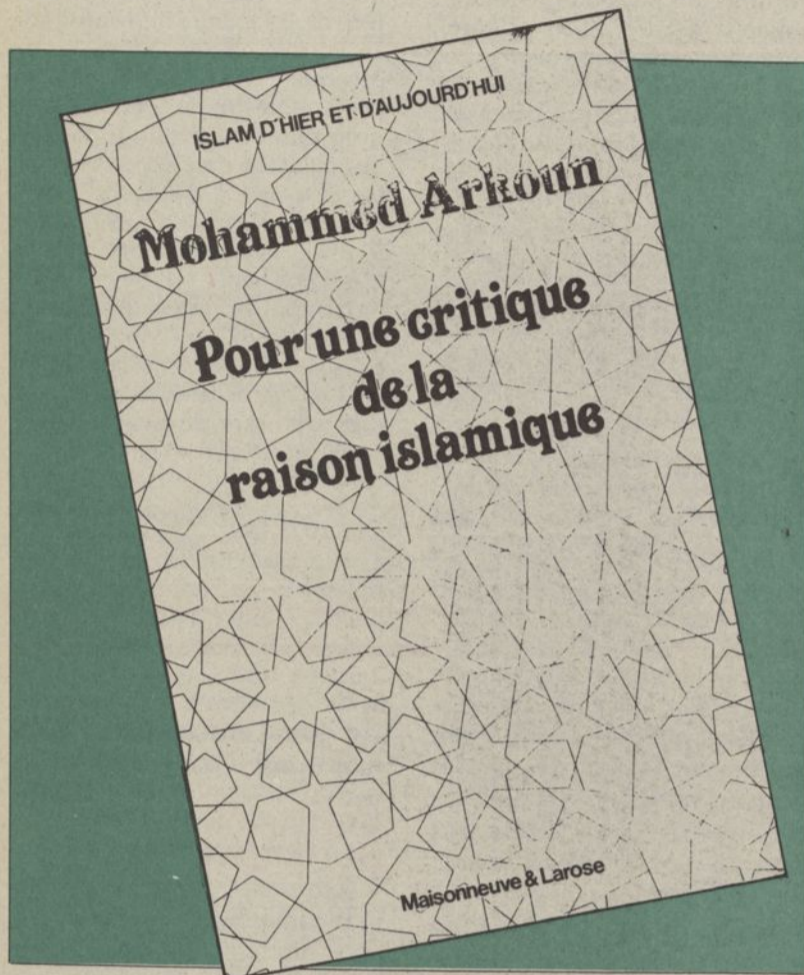 ISLAM D'HIER ET D'AUJOURD'HUI
Mohammed Arkoun
Pour une critique
de la
raison islamique
Maisonneuve & Larose